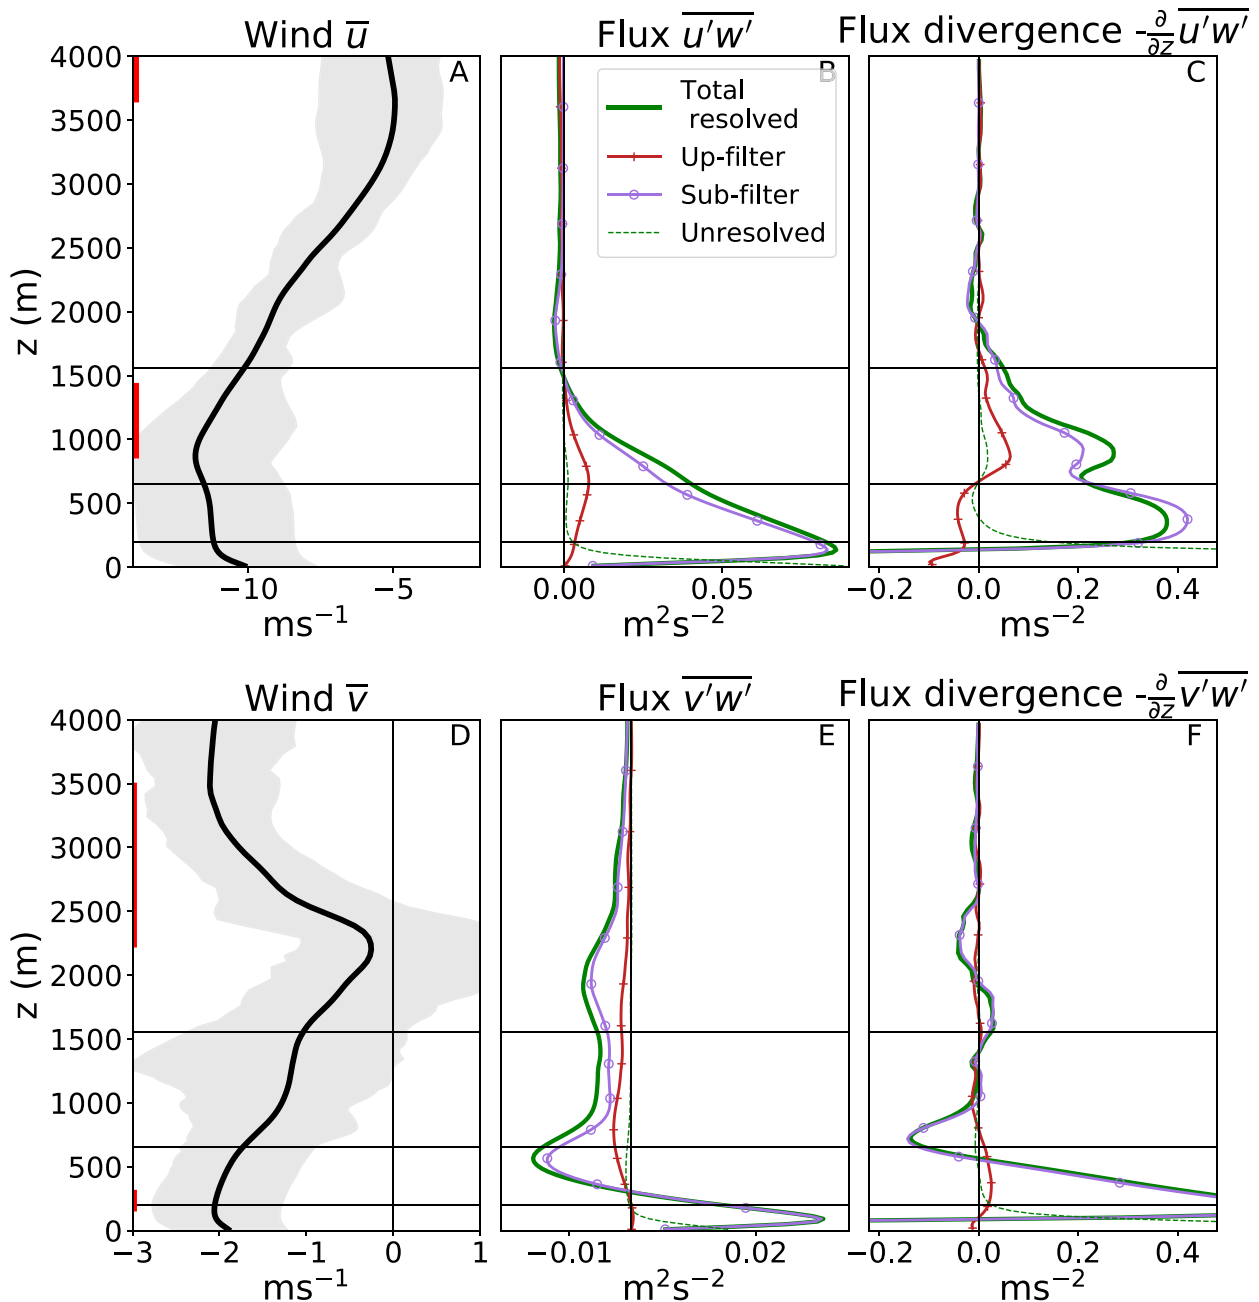 Wind u̅
Flux u′w′
Flux divergence -∂/∂z u′w′
A
B
C
Total
resolved
Up-filter
Sub-filter
Unresolved
z (m)
4000
3500
3000
2500
2000
1500
1000
500
0
−10 −5
0.00 0.05
−0.2 0.0 0.2 0.4
ms⁻¹
m²s⁻²
ms⁻²
Wind v̅
Flux v′w′
Flux divergence -∂/∂z v′w′
D
E
F
z (m)
4000
3500
3000
2500
2000
1500
1000
500
0
−3 −2 −1 0 1
−0.01 0.02
−0.2 0.0 0.2 0.4
ms⁻¹
m²s⁻²
ms⁻²